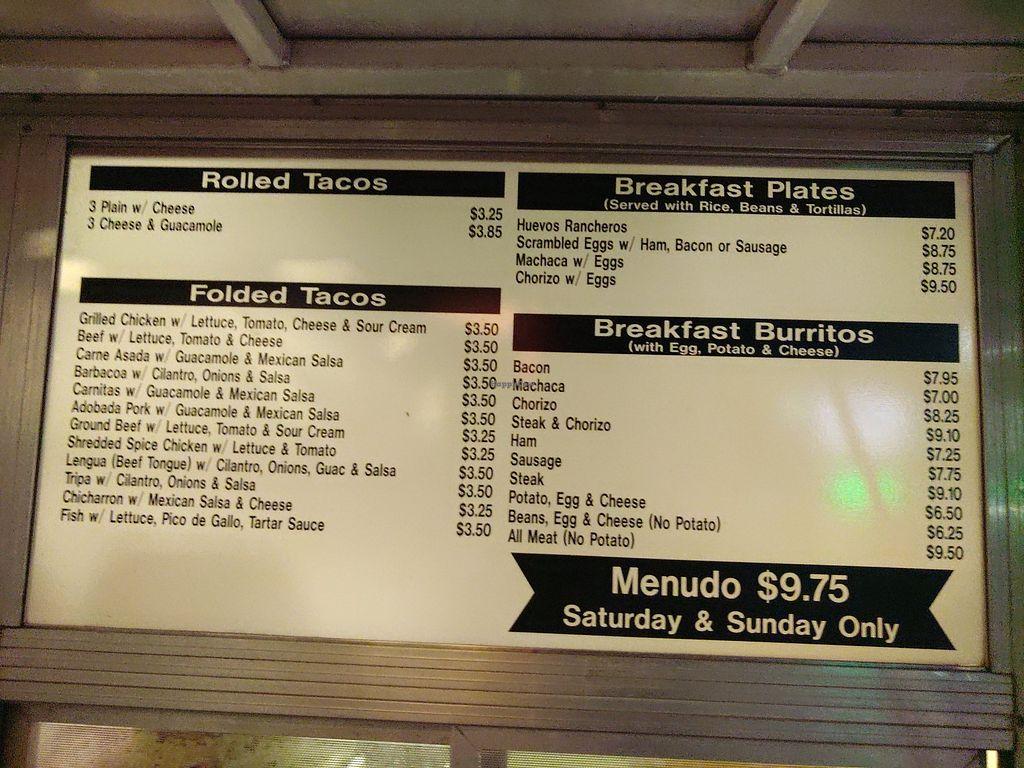 Rolled Tacos
3 Plain w/ Cheese $3.25
3 Cheese & Guacamole $3.85
Folded Tacos
Grilled Chicken w/ Lettuce, Tomato, Cheese & Sour Cream $3.50
Beef w/ Lettuce, Tomato & Cheese $3.50
Carne Asada w/ Guacamole & Mexican Salsa $3.50
Barbacoa w/ Cilantro, Onions & Salsa $3.50
Carnitas w/ Guacamole & Mexican Salsa $3.50
Adobada Pork w/ Guacamole & Mexican Salsa $3.50
Ground Beef w/ Lettuce, Tomato & Sour Cream $3.25
Shredded Spice Chicken w/ Lettuce & Tomato $3.25
Lengua (Beef Tongue) w/ Cilantro, Onions, Guac & Salsa $3.50
Tripa w/ Cilantro, Onions & Salsa $3.50
Chicharron w/ Mexican Salsa & Cheese $3.25
Fish w/ Lettuce, Pico de Gallo, Tartar Sauce $3.50
Breakfast Plates
(Served with Rice, Beans & Tortillas)
Huevos Rancheros $7.20
Scrambled Eggs w/ Ham, Bacon or Sausage $8.75
Machaca w/ Eggs $8.75
Chorizo w/ Eggs $9.50
Breakfast Burritos
(with Egg, Potato & Cheese)
Bacon $7.95
Machaca $7.00
Chorizo $8.25
Steak & Chorizo $9.10
Ham $7.25
Sausage $7.75
Steak $9.10
Potato, Egg & Cheese $6.50
Beans, Egg & Cheese (No Potato) $6.25
All Meat (No Potato) $9.50
Menudo $9.75
Saturday & Sunday Only